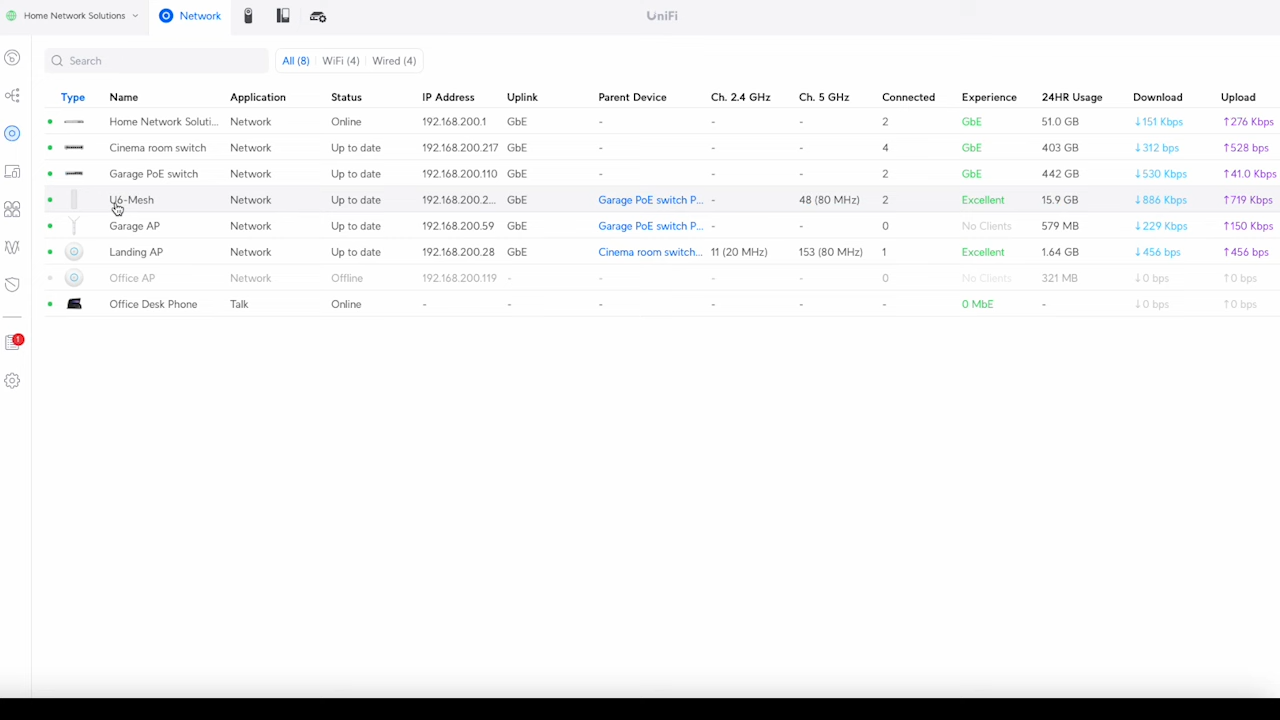 Home Network Solutions Network UniFi
Search All (8) WiFi (4) Wired (4)
Type Name Application Status IP Address Uplink Parent Device Ch. 2.4 GHz Ch. 5 GHz Connected Experience 24HR Usage Download Upload
Home Network Soluti... Network Online 192.168.200.1 GbE - - - 2 GbE 51.0 GB ↓151 Kbps ↑276 Kbps
Cinema room switch Network Up to date 192.168.200.217 GbE - - - 4 GbE 403 GB ↓312 bps ↑528 bps
Garage PoE switch Network Up to date 192.168.200.110 GbE - - - 2 GbE 442 GB ↓530 Kbps ↑41.0 Kbps
U6-Mesh Network Up to date 192.168.200.2... GbE Garage PoE switch P... - 48 (80 MHz) 2 Excellent 15.9 GB ↓886 Kbps ↑719 Kbps
Garage AP Network Up to date 192.168.200.59 GbE Garage PoE switch P... - - 0 No Clients 579 MB ↓229 Kbps ↑150 Kbps
Landing AP Network Up to date 192.168.200.28 GbE Cinema room switch... 11 (20 MHz) 153 (80 MHz) 1 Excellent 1.64 GB ↓456 bps ↑456 bps
Office AP Network Offline 192.168.200.119 - - - - 0 No Clients 321 MB ↓0 bps ↑0 bps
Office Desk Phone Talk Online - - - - - - 0 MbE - ↓0 bps ↑0 bps
1